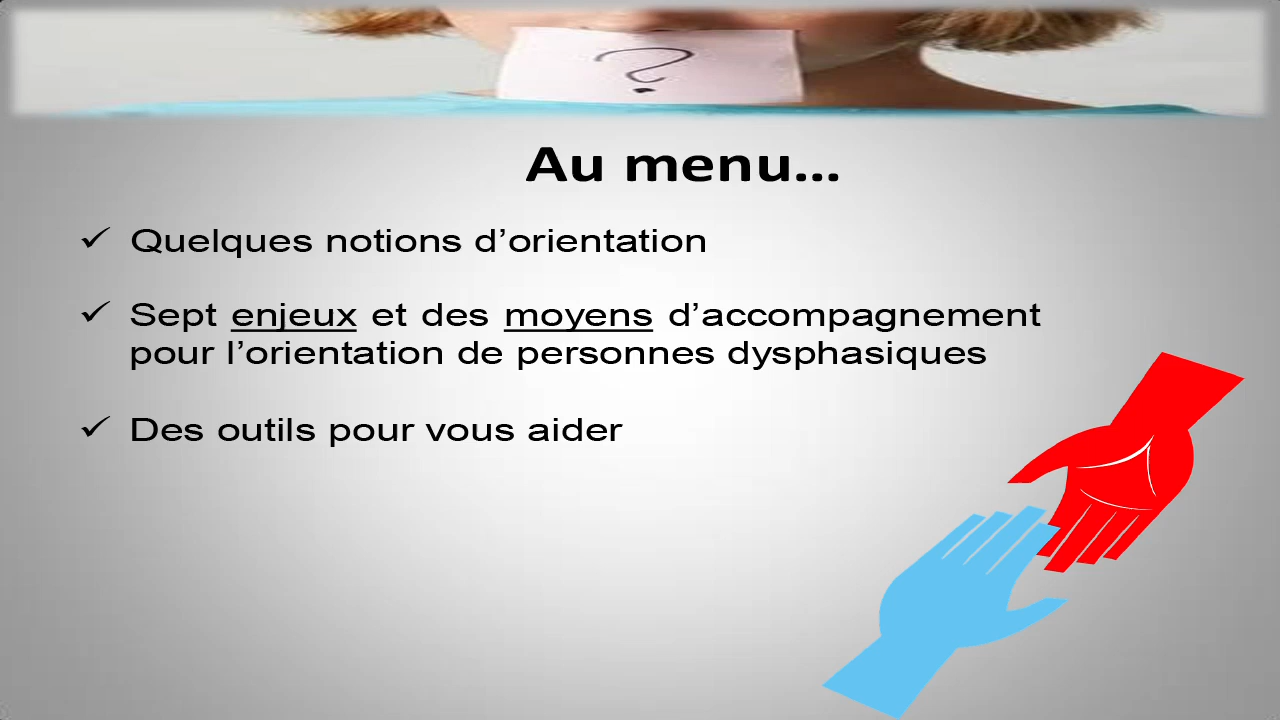 ?
Au menu...
✓ Quelques notions d’orientation
✓ Sept enjeux et des moyens d’accompagnement
pour l’orientation de personnes dysphasiques
✓ Des outils pour vous aider